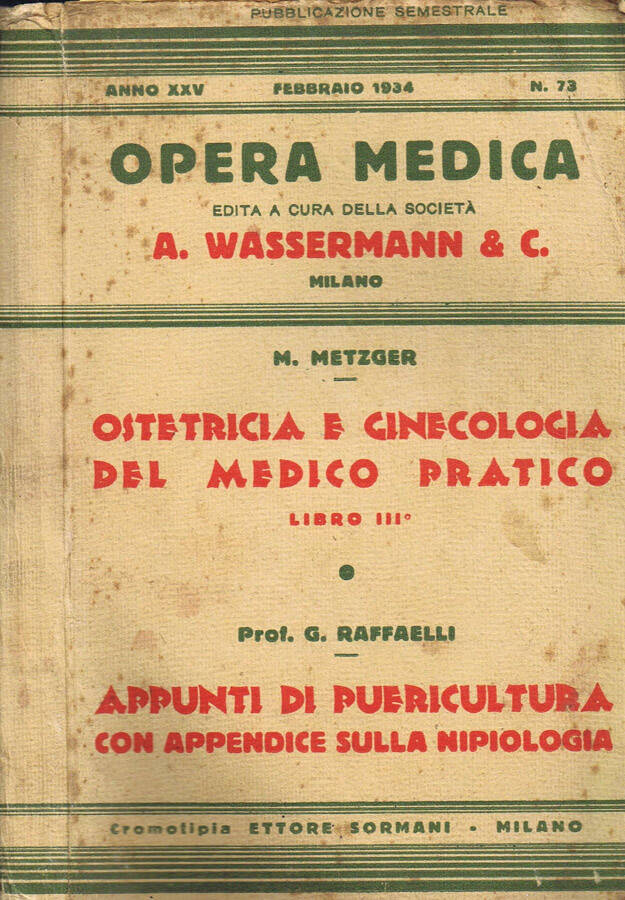 PUBBLICAZIONE SEMESTRALE
ANNO XXV FEBBRAIO 1934 N. 73
OPERA MEDICA
EDITA A CURA DELLA SOCIETÀ
A. WASSERMANN & C.
MILANO
M. METZGER
OSTETRICIA E GINECOLOGIA
DEL MEDICO PRATICO
LIBRO III°
Prof. G. RAFFAELLI
APPUNTI DI PUERICULTURA
CON APPENDICE SULLA NIPIOLOGIA
Cromotipia ETTORE SORMANI - MILANO